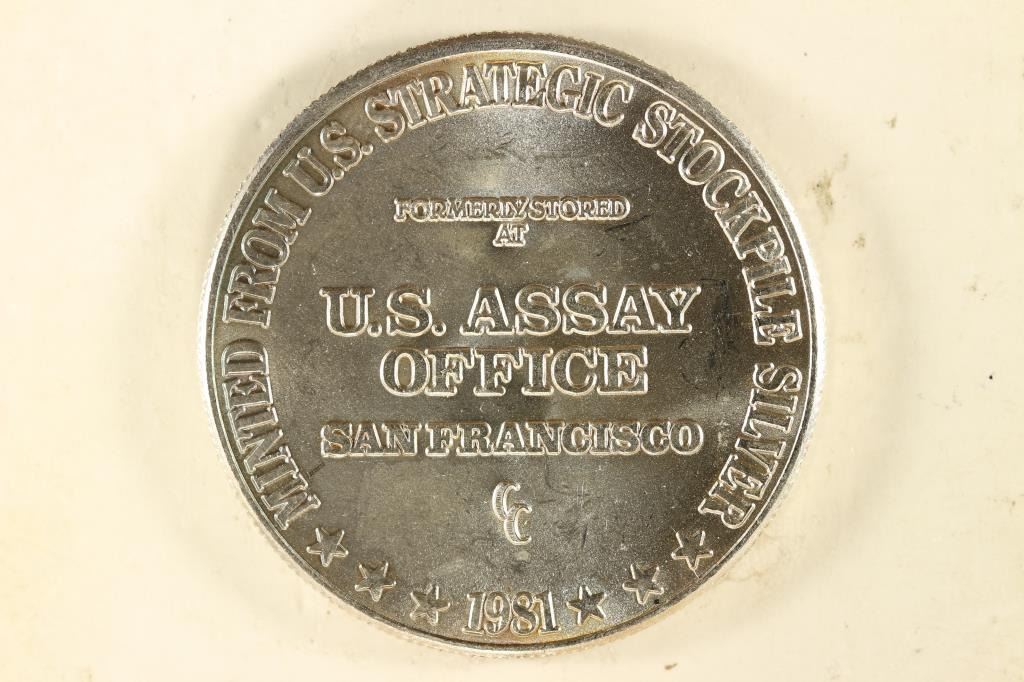 MINTED FROM U.S. STRATEGIC STOCKPILE SILVER
FORMERLY STORED
AT
U.S. ASSAY
OFFICE
SAN FRANCISCO
CC
1981